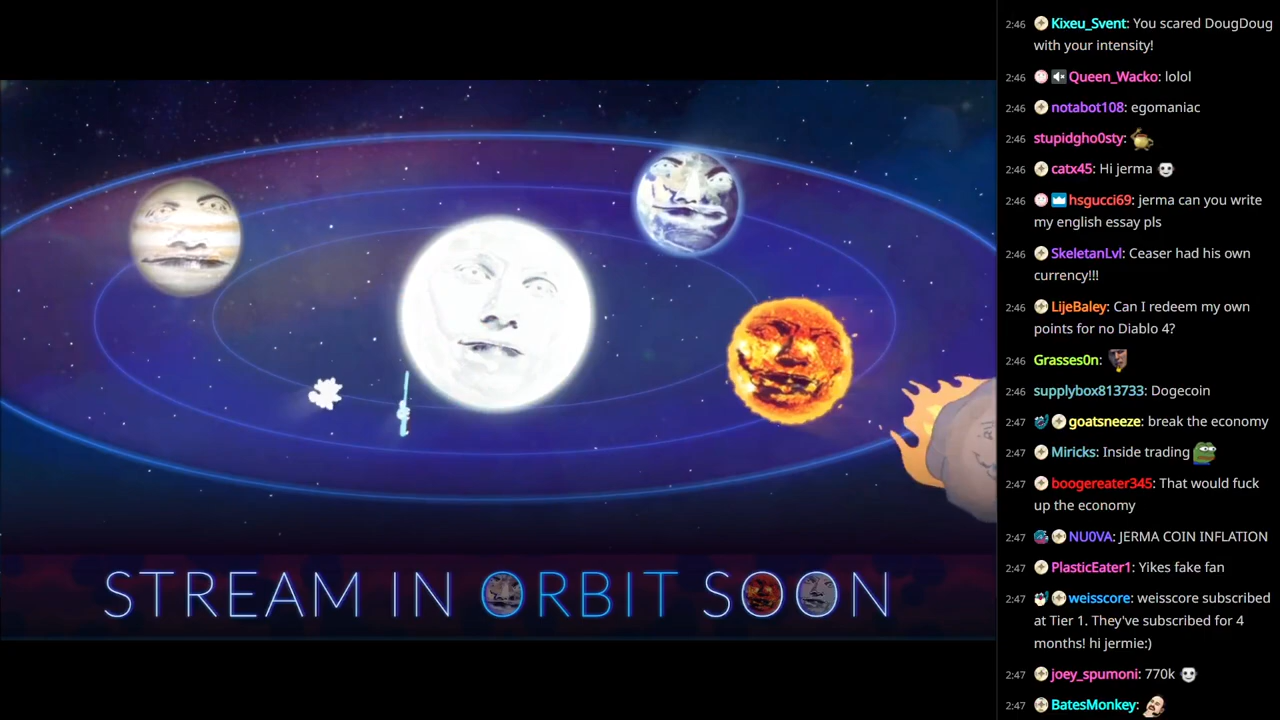 STREAM IN ORBIT SOON
2:46 Kixeu_Svent: You scared DougDoug
with your intensity!
2:46 Queen_Wacko: lolol
2:46 notabot108: egomaniac
2:46 stupidgho0sty:
2:46 catx45: Hi jerma
2:46 hsgucci69: jerma can you write
my english essay pls
2:46 SkeletanLvl: Ceaser had his own
currency!!!
2:46 LijeBaley: Can I redeem my own
points for no Diablo 4?
2:46 Grasses0n:
2:46 supplybox813733: Dogecoin
2:47 goatsneeze: break the economy
2:47 Miricks: Inside trading
2:47 boogereater345: That would fuck
up the economy
2:47 NU0VA: JERMA COIN INFLATION
2:47 PlasticEater1: Yikes fake fan
2:47 weisscore: weisscore subscribed
at Tier 1. They've subscribed for 4
months! hi jermie:)
2:47 joey_spumoni: 770k
2:47 BatesMonkey: